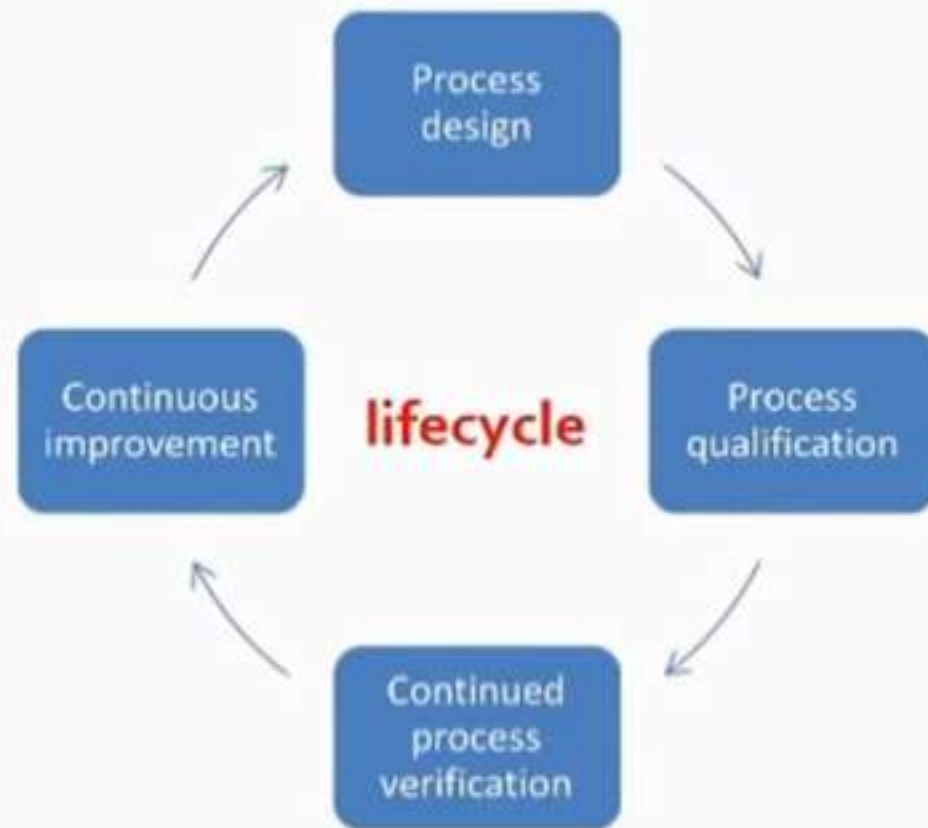 Process
design
Continuous
improvement
lifecycle
Process
qualification
Continued
process
verification